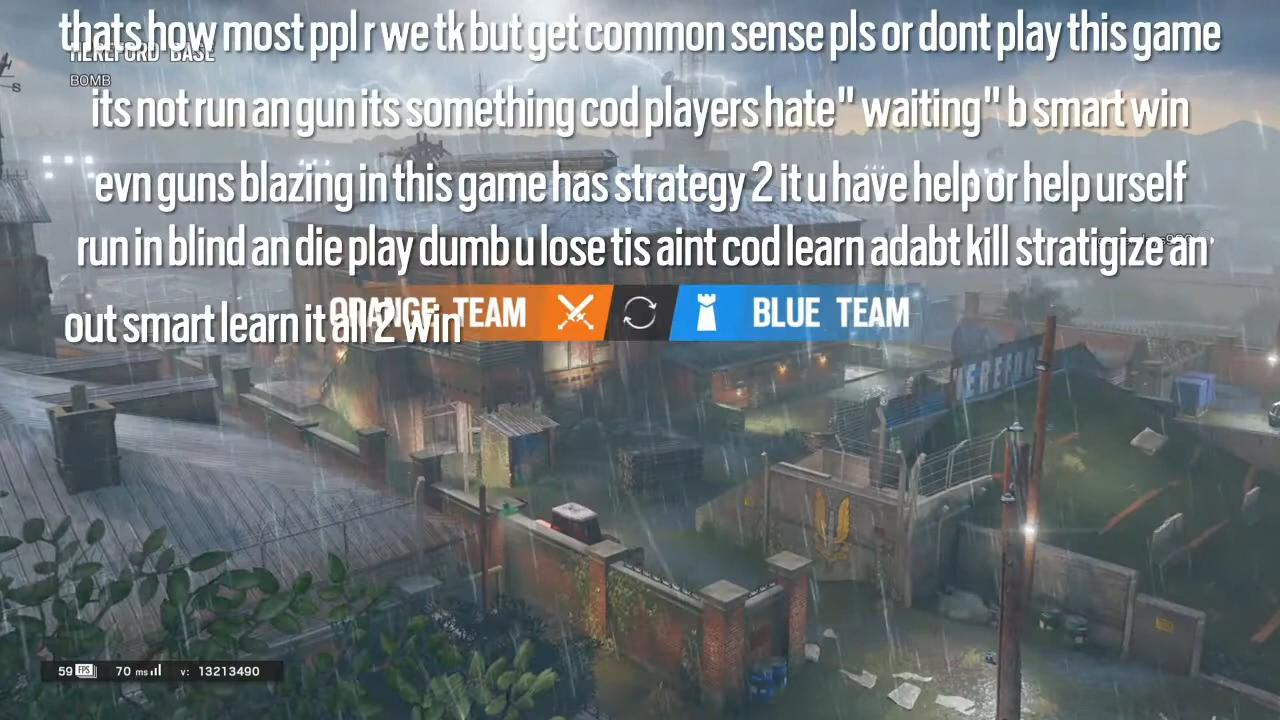 thats how most ppl r we tk but get common sense pls or dont play this game
HEREFORD BASE
BOMB
its not run an gun its something cod players hate" waiting" b smart win
evn guns blazing in this game has strategy 2 it u have help or help urself
run in blind an die play dumb u lose tis aint cod learn adabt kill stratigize an
out smart learn it all 2 win
ORANGE TEAM BLUE TEAM
HEREFORD
59 FPS 70 ms v: 13213490